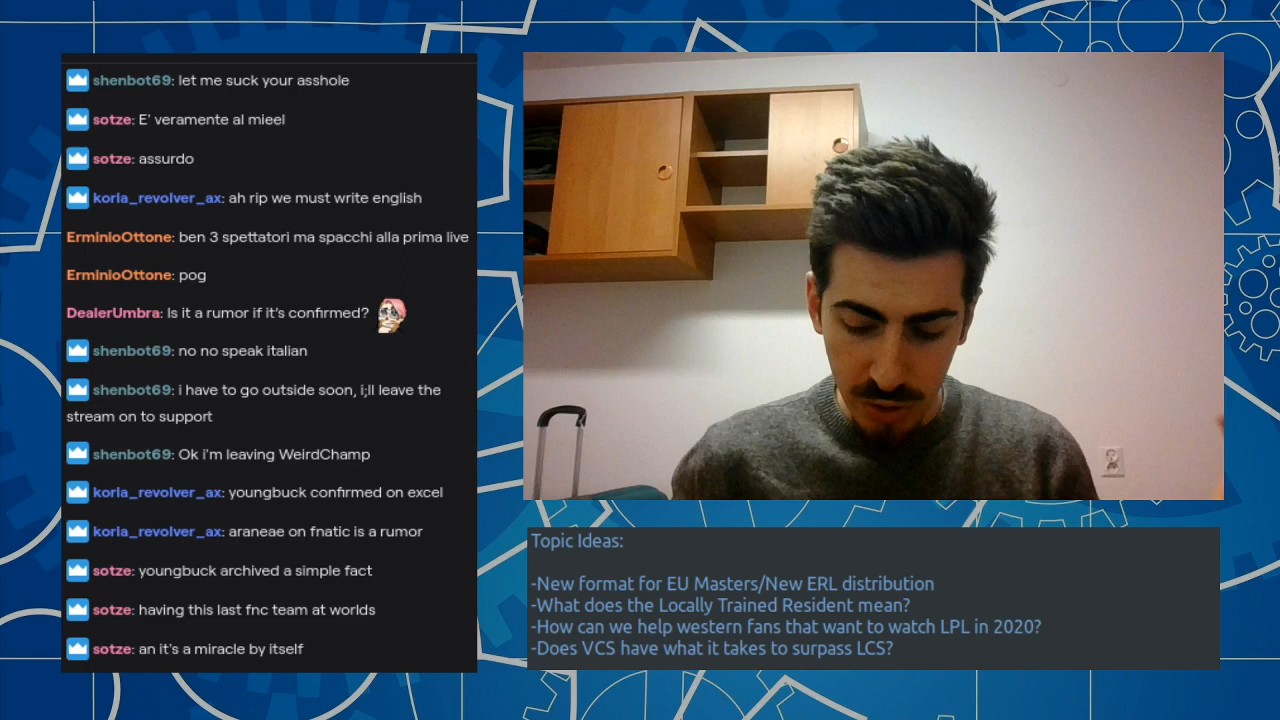 shenbot69: let me suck your asshole
sotze: E' veramente al mieel
sotze: assurdo
korla_revolver_ax: ah rip we must write english
ErminioOttone: ben 3 spettatori ma spacchi alla prima live
ErminioOttone: pog
DealerUmbra: Is it a rumor if it's confirmed?
shenbot69: no no speak italian
shenbot69: i have to go outside soon, i;ll leave the
stream on to support
shenbot69: Ok i'm leaving WeirdChamp
korla_revolver_ax: youngbuck confirmed on excel
korla_revolver_ax: araneae on fnatic is a rumor
sotze: youngbuck archived a simple fact
sotze: having this last fnc team at worlds
sotze: an it's a miracle by itself
Topic Ideas:
-New format for EU Masters/New ERL distribution
-What does the Locally Trained Resident mean?
-How can we help western fans that want to watch LPL in 2020?
-Does VCS have what it takes to surpass LCS?